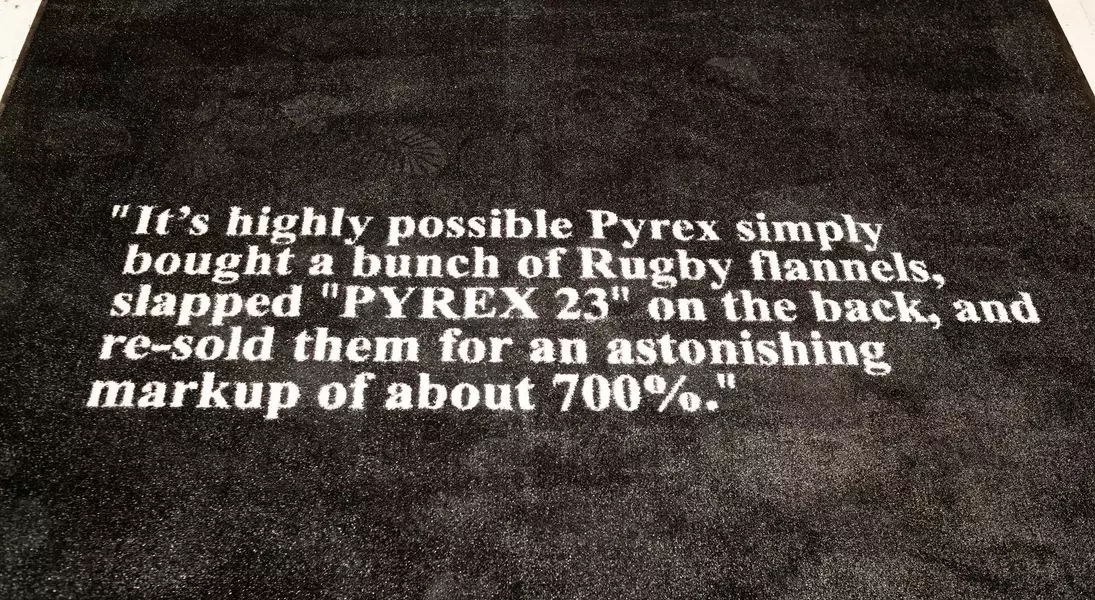 "It’s highly possible Pyrex simply
bought a bunch of Rugby flannels,
slapped "PYREX 23" on the back, and
re-sold them for an astonishing
markup of about 700%."